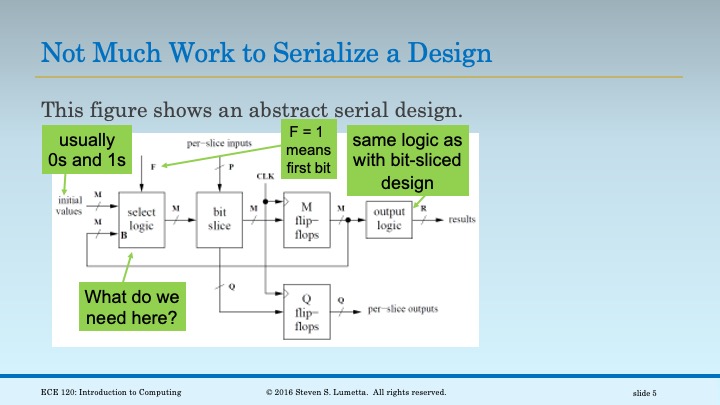 Not Much Work to Serialize a Design
This figure shows an abstract serial design.
usually
0s and 1s
per-slice inputs
F = 1
means
first bit
same logic as
with bit-sliced
design
F
P
CLK
initial
values
M
M
B
select
logic
M
bit
slice
M
M
flip-
flops
M
output
logic
R
results
What do we
need here?
Q
Q
flip-
flops
Q
per-slice outputs
ECE 120: Introduction to Computing
© 2016 Steven S. Lumetta. All rights reserved.
slide 5